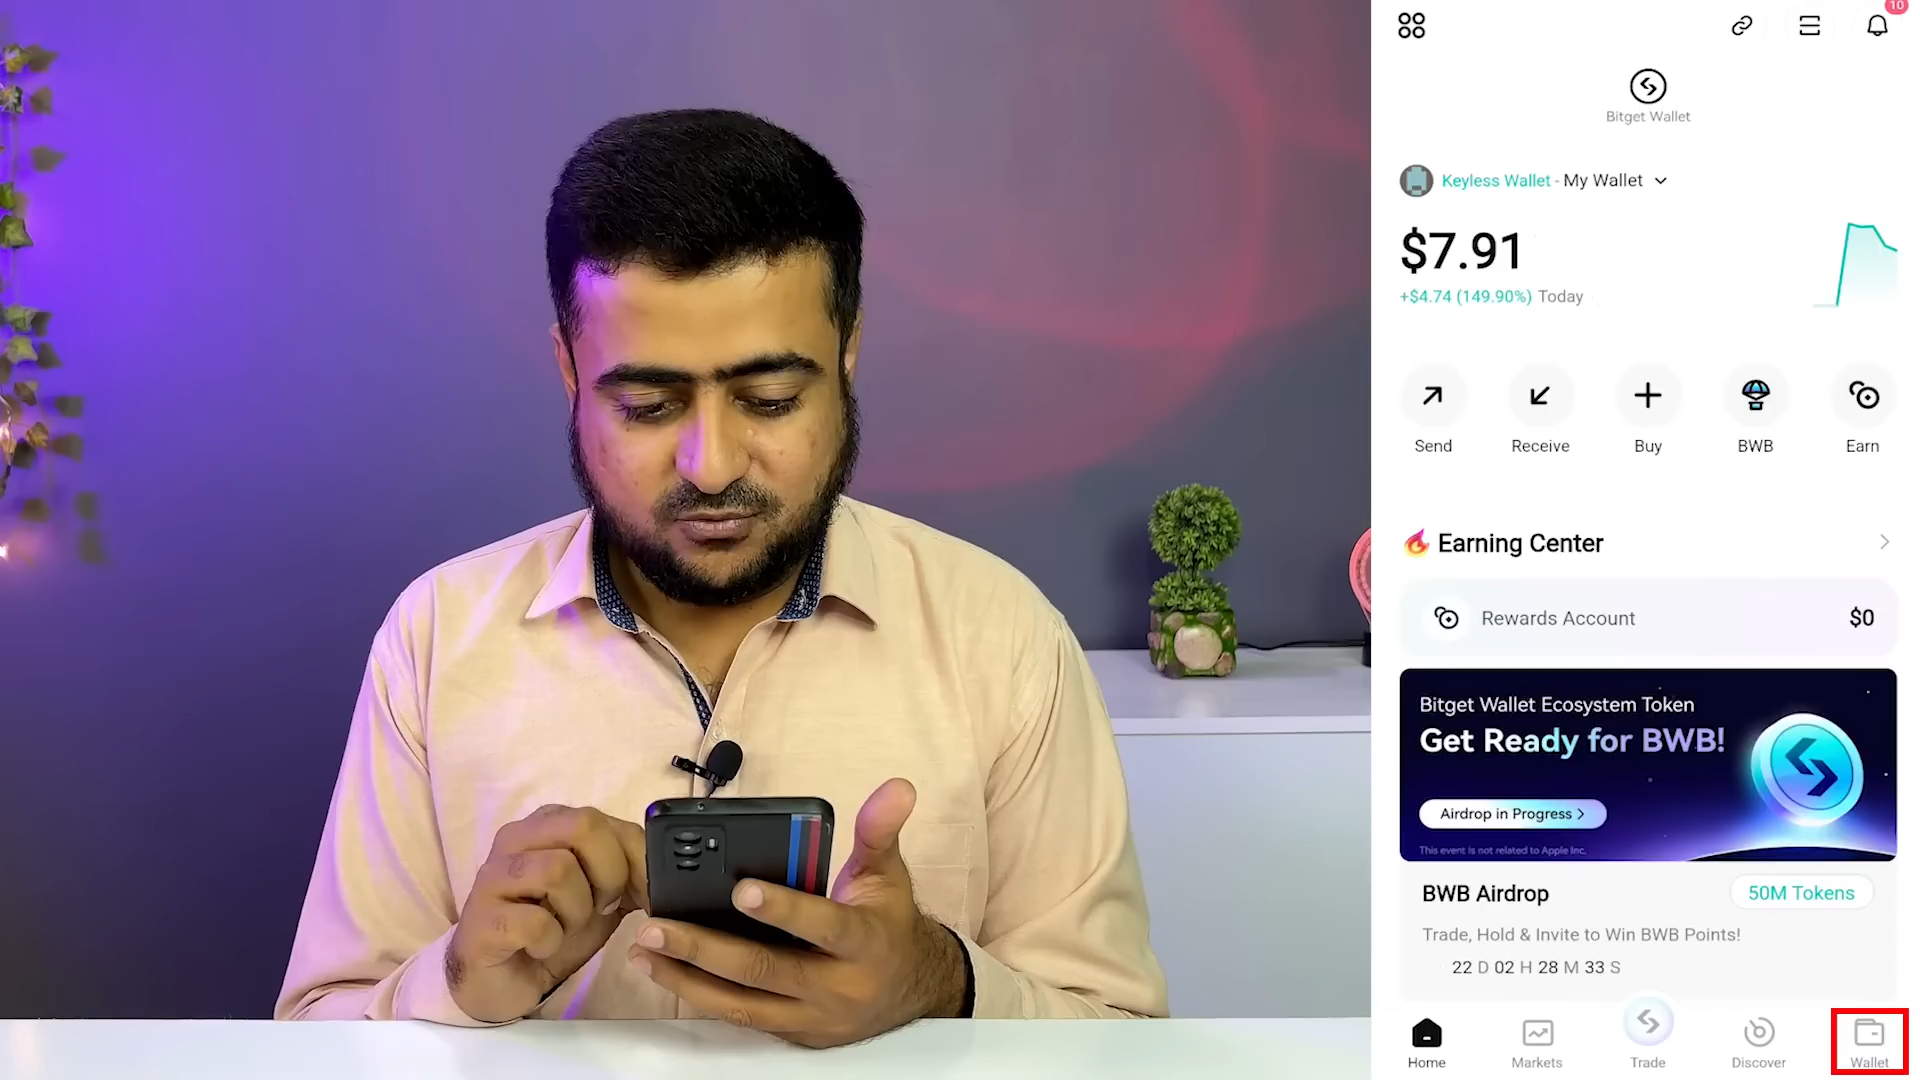 10
Bitget Wallet
Keyless Wallet - My Wallet
$7.91
+$4.74 (149.90%) Today
Send
Receive
Buy
BWB
Earn
Earning Center
Rewards Account
$0
Bitget Wallet Ecosystem Token
Get Ready for BWB!
Airdrop in Progress >
This event is not related to Apple Inc.
BWB Airdrop
50M Tokens
Trade, Hold & Invite to Win BWB Points!
22 D 02 H 28 M 33 S
Home
Markets
Trade
Discover
Wallet